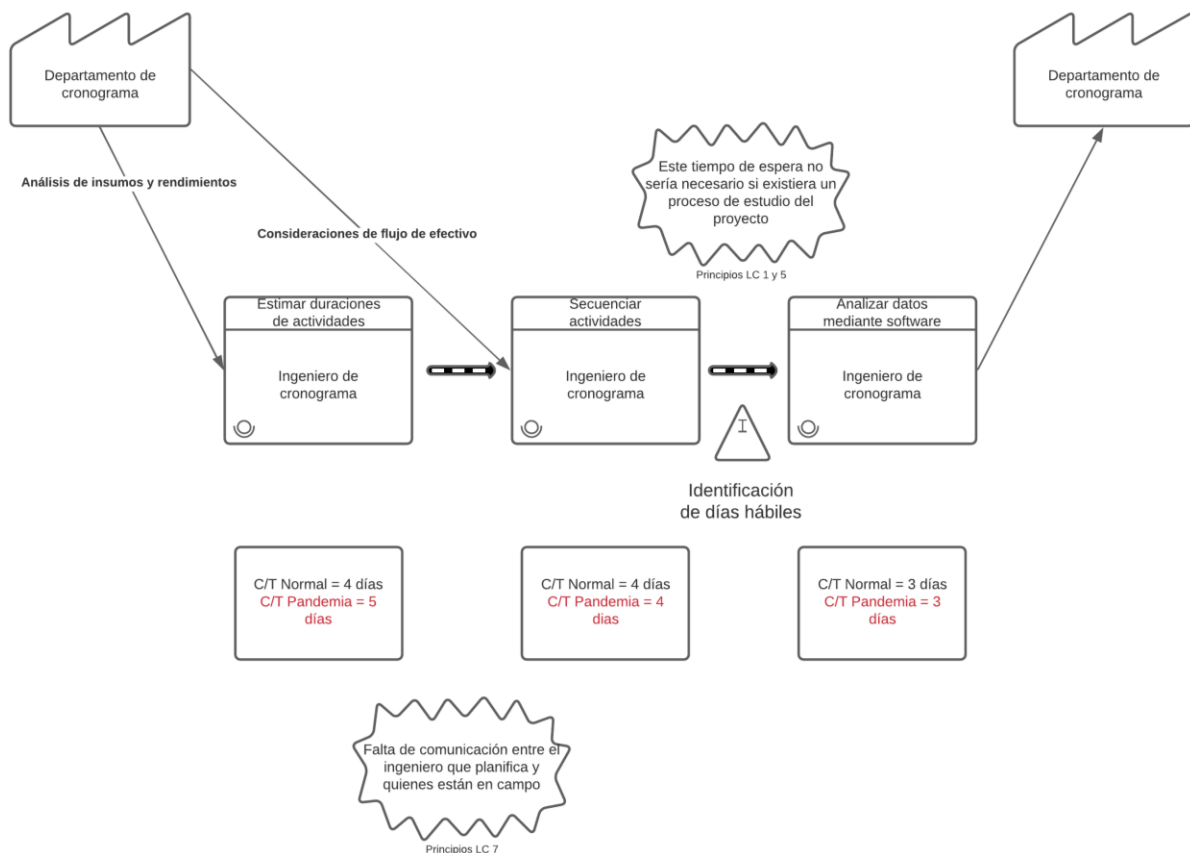 Departamento de
cronograma
Departamento de
cronograma
Análisis de insumos y rendimientos
Consideraciones de flujo de efectivo
Este tiempo de espera no
sería necesario si existiera un
proceso de estudio del
proyecto
Principios LC 1 y 5
Estimar duraciones
de actividades
Ingeniero de
cronograma
Secuenciar
actividades
Ingeniero de
cronograma
Analizar datos
mediante software
Ingeniero de
cronograma
I
Identificación
de días hábiles
C/T Normal = 4 días
C/T Pandemia = 5
días
C/T Normal = 4 días
C/T Pandemia = 4
dias
C/T Normal = 3 días
C/T Pandemia = 3
días
Falta de comunicación entre el
ingeniero que planifica y
quienes están en campo
Principios LC 7